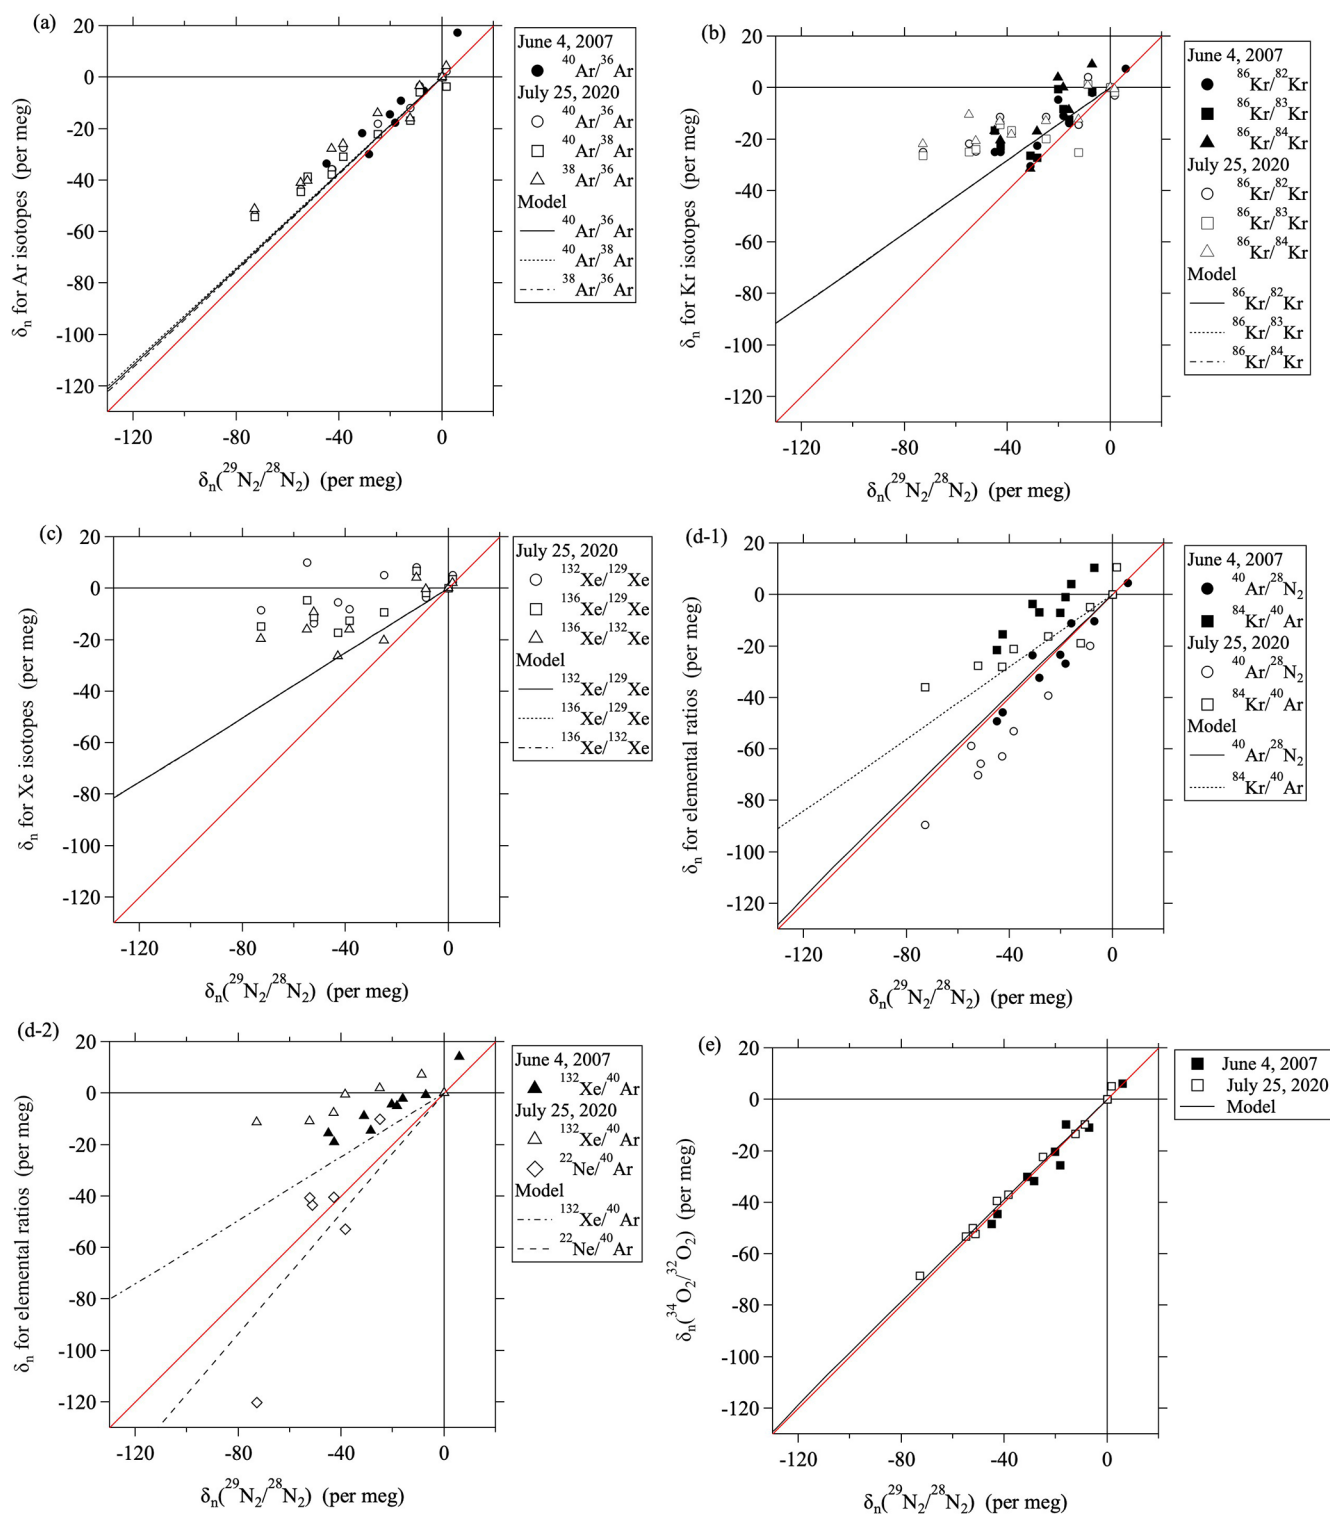 (a)
20
0
-20
-40
-60
-80
-100
-120
δn for Ar isotopes (per meg)
-120 -80 -40 0
δn(²⁹N₂/²⁸N₂) (per meg)
June 4, 2007
⁴⁰Ar/³⁶Ar
July 25, 2020
⁴⁰Ar/³⁶Ar
⁴⁰Ar/³⁸Ar
³⁸Ar/³⁶Ar
Model
⁴⁰Ar/³⁶Ar
⁴⁰Ar/³⁸Ar
³⁸Ar/³⁶Ar
(b)
20
0
-20
-40
-60
-80
-100
-120
δn for Kr isotopes (per meg)
-120 -80 -40 0
δn(²⁹N₂/²⁸N₂) (per meg)
June 4, 2007
⁸⁶Kr/⁸²Kr
⁸⁶Kr/⁸³Kr
⁸⁶Kr/⁸⁴Kr
July 25, 2020
⁸⁶Kr/⁸²Kr
⁸⁶Kr/⁸³Kr
⁸⁶Kr/⁸⁴Kr
Model
⁸⁶Kr/⁸²Kr
⁸⁶Kr/⁸³Kr
⁸⁶Kr/⁸⁴Kr
(c)
20
0
-20
-40
-60
-80
-100
-120
δn for Xe isotopes (per meg)
-120 -80 -40 0
δn(²⁹N₂/²⁸N₂) (per meg)
July 25, 2020
¹³²Xe/¹²⁹Xe
¹³⁶Xe/¹²⁹Xe
¹³⁶Xe/¹³²Xe
Model
¹³²Xe/¹²⁹Xe
¹³⁶Xe/¹²⁹Xe
¹³⁶Xe/¹³²Xe
(d-1)
20
0
-20
-40
-60
-80
-100
-120
δn for elemental ratios (per meg)
-120 -80 -40 0
δn(²⁹N₂/²⁸N₂) (per meg)
June 4, 2007
⁴⁰Ar/²⁸N₂
⁸⁴Kr/⁴⁰Ar
July 25, 2020
⁴⁰Ar/²⁸N₂
⁸⁴Kr/⁴⁰Ar
Model
⁴⁰Ar/²⁸N₂
⁸⁴Kr/⁴⁰Ar
(d-2)
20
0
-20
-40
-60
-80
-100
-120
δn for elemental ratios (per meg)
-120 -80 -40 0
δn(²⁹N₂/²⁸N₂) (per meg)
June 4, 2007
¹³²Xe/⁴⁰Ar
July 25, 2020
¹³²Xe/⁴⁰Ar
²²Ne/⁴⁰Ar
Model
¹³²Xe/⁴⁰Ar
²²Ne/⁴⁰Ar
(e)
20
0
-20
-40
-60
-80
-100
-120
δn(³⁴O₂/³²O₂) (per meg)
-120 -80 -40 0
δn(²⁹N₂/²⁸N₂) (per meg)
June 4, 2007
July 25, 2020
Model